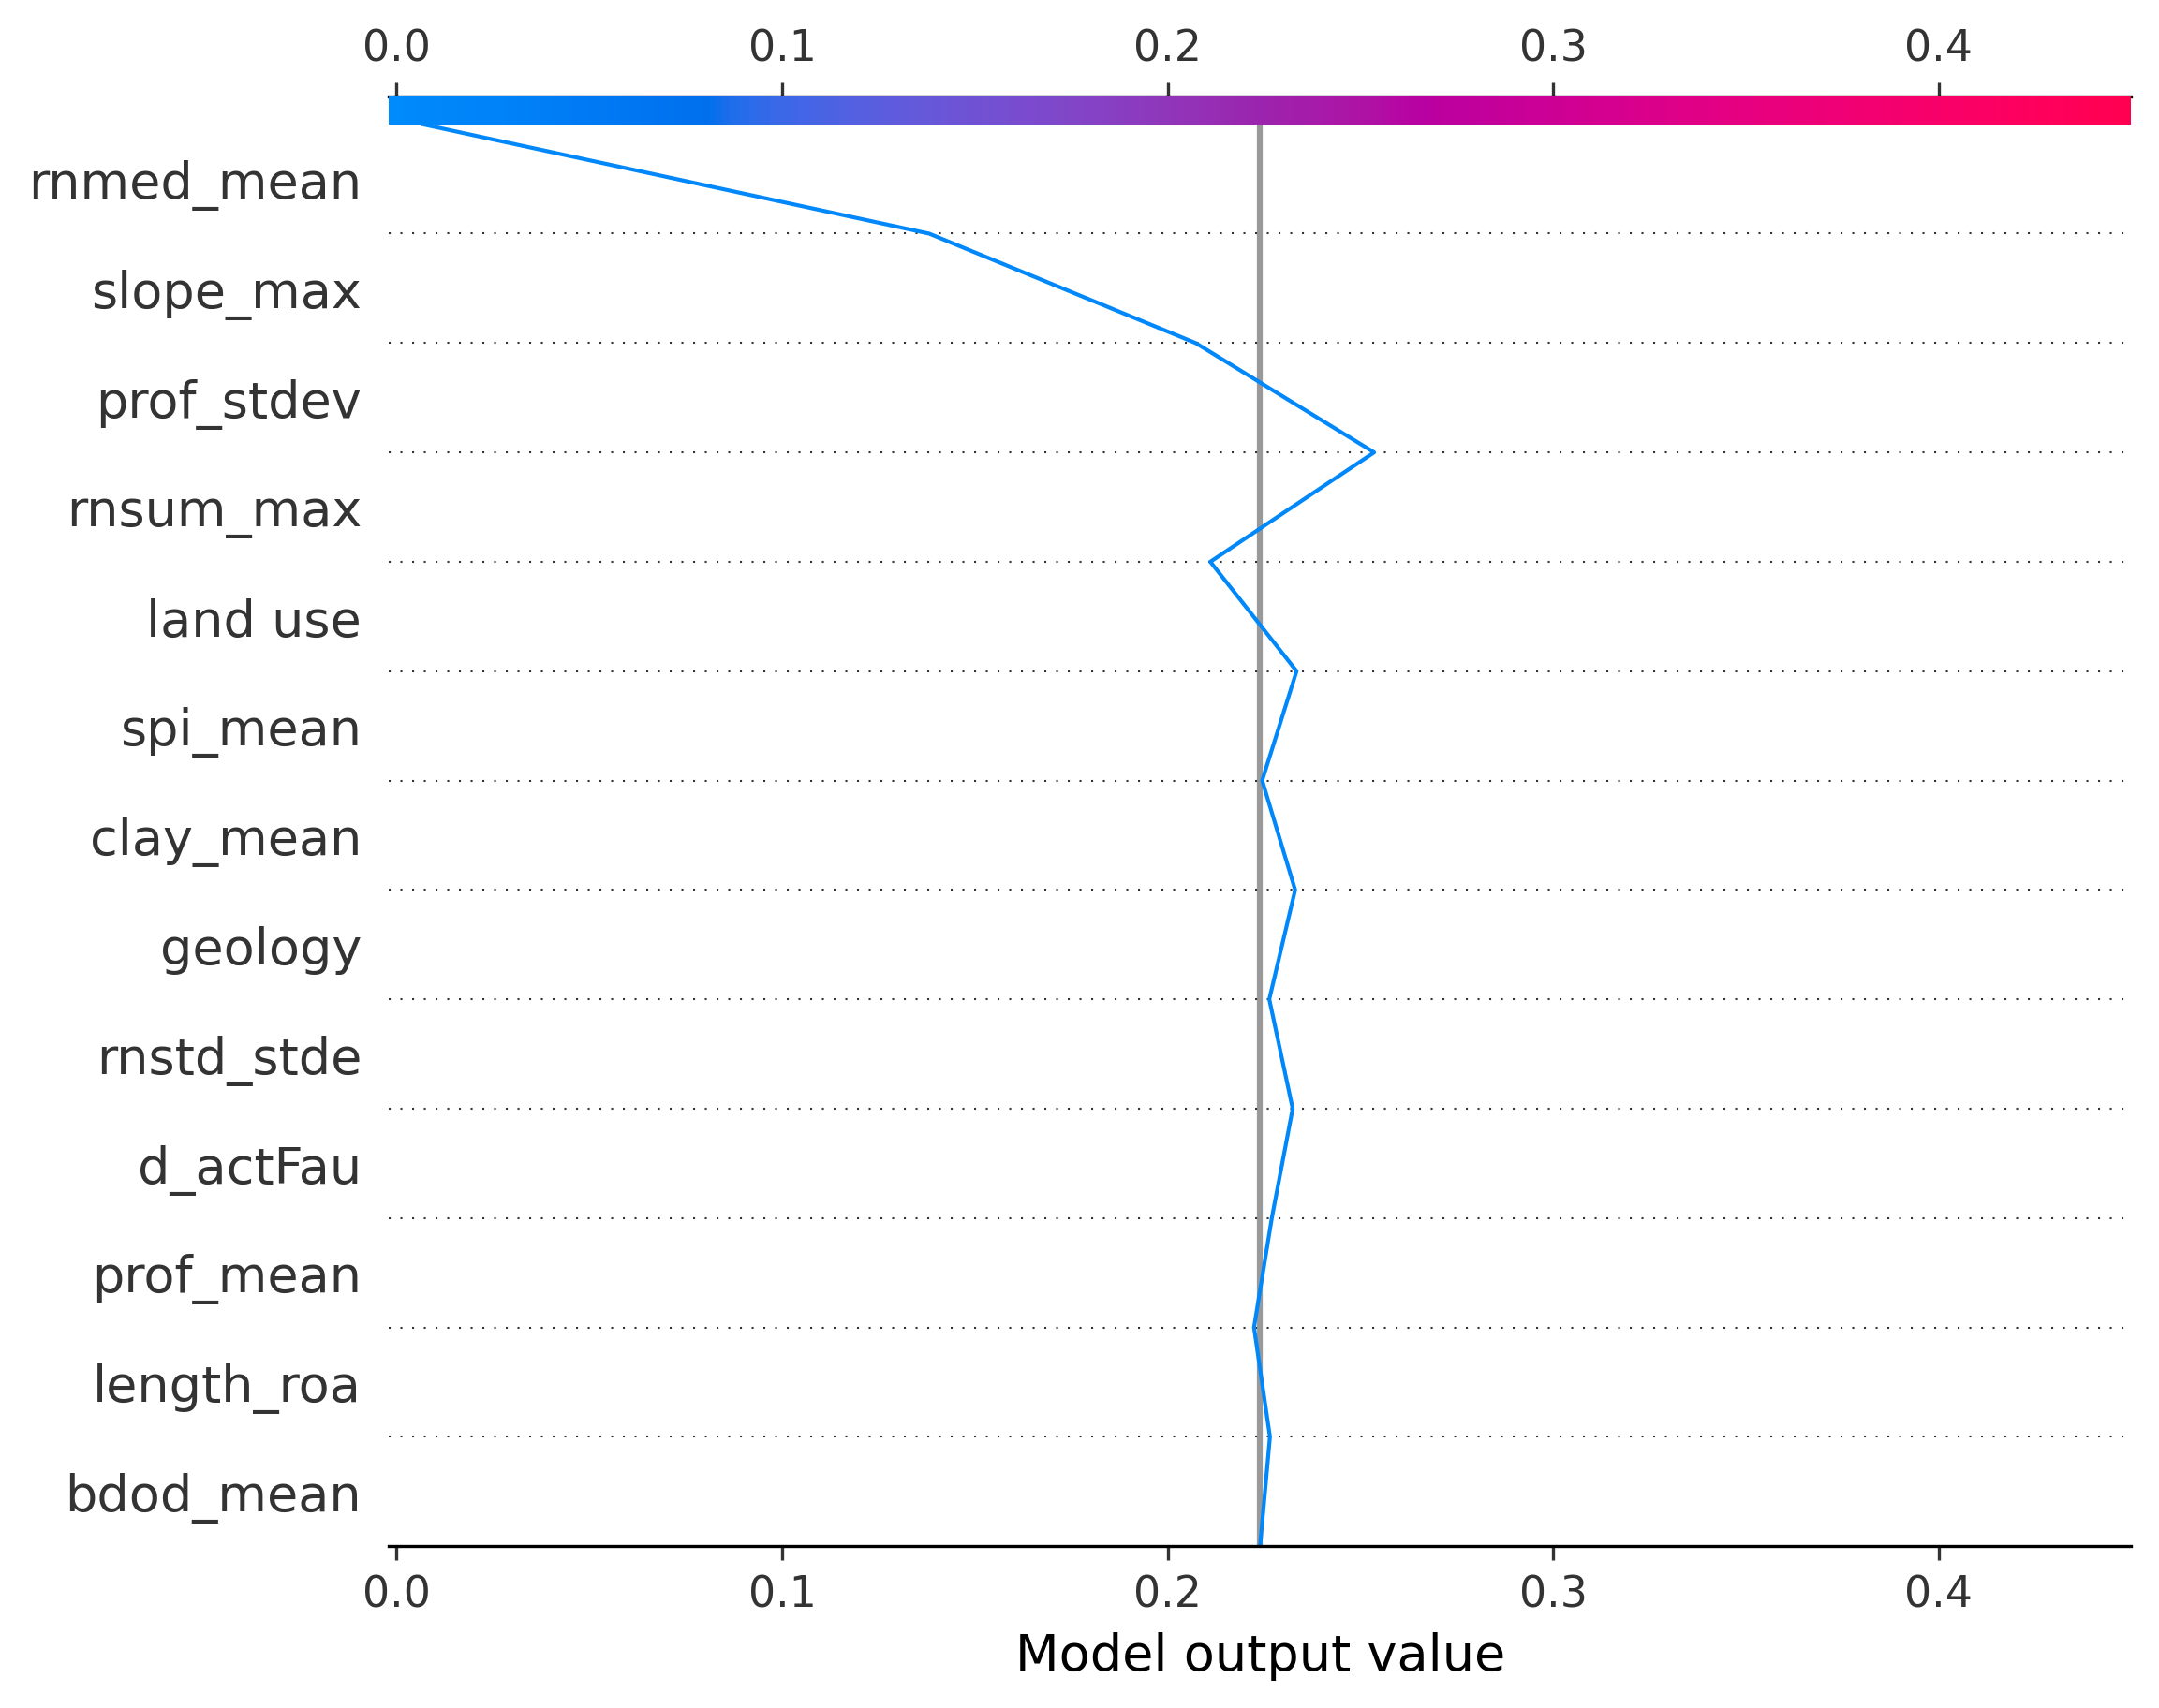 0.0 0.1 0.2 0.3 0.4
rnmed_mean
slope_max
prof_stdev
rnsum_max
land use
spi_mean
clay_mean
geology
rnstd_stde
d_actFau
prof_mean
length_roa
bdod_mean
0.0 0.1 0.2 0.3 0.4
Model output value